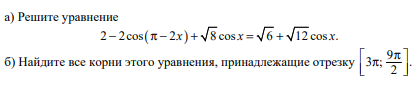 а) Решите уравнение
2 − 2cos(π − 2x) + √8 cos x = √6 + √12 cos x.
б) Найдите все корни этого уравнения, принадлежащие отрезку [3π; 9π/2].